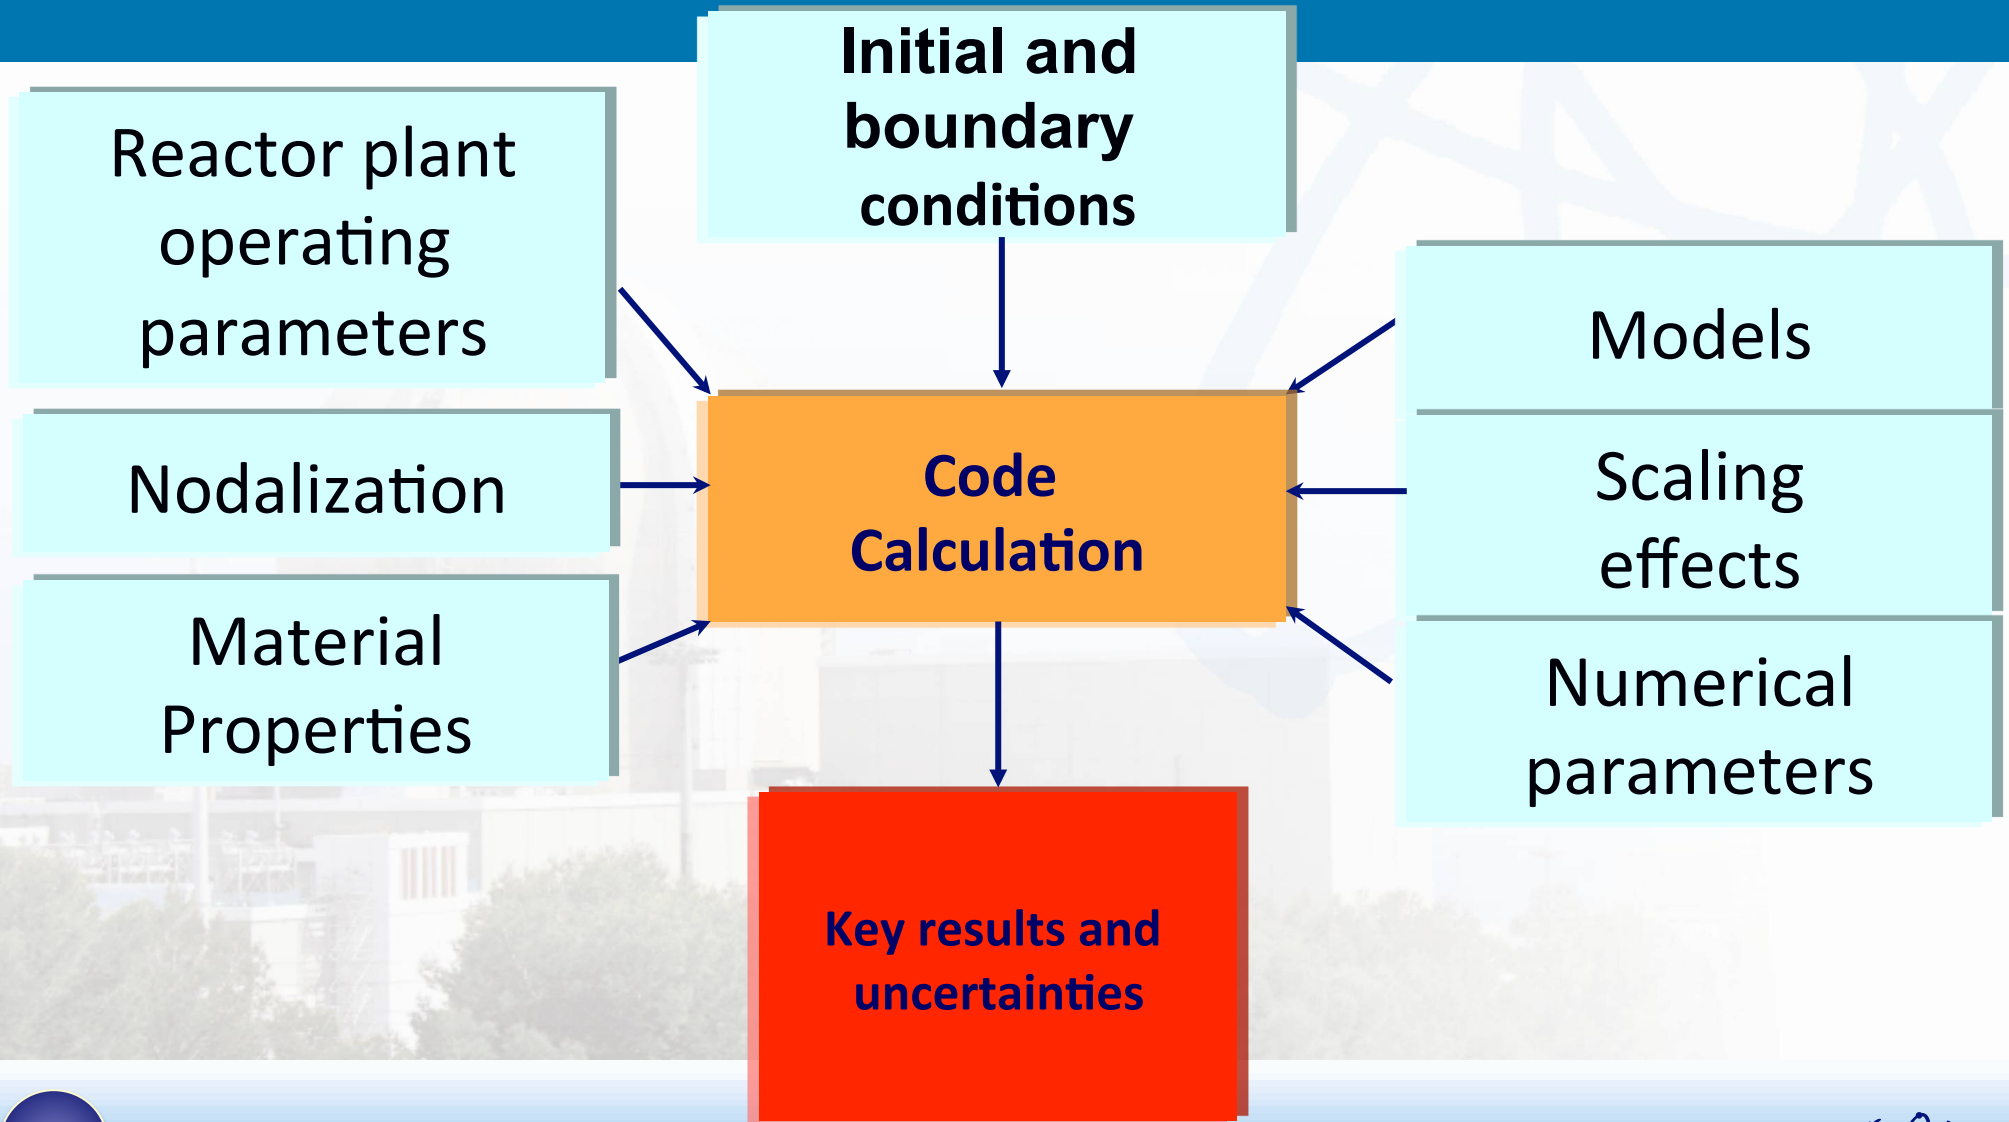 Initial and
boundary
conditions
Reactor plant
operating
parameters
Nodalization
Material
Properties
Models
Scaling
effects
Numerical
parameters
Code
Calculation
Key results and
uncertainties